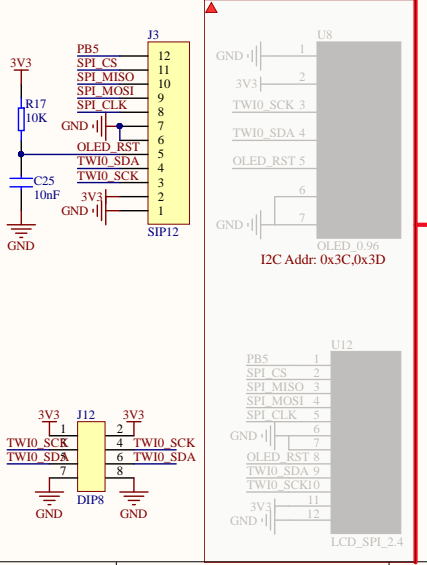 J3
PB5 12
SPI_CS 11
SPI_MISO 10
SPI_MOSI 9
SPI_CLK 8
GND 7
6
OLED_RST 5
TWI0_SDA 4
TWI0_SCK 3
3V3 2
GND 1
SIP12
3V3
R17
10K
C25
10nF
GND
U8
GND 1
3V3 2
TWI0_SCK 3
TWI0_SDA 4
OLED_RST 5
6
GND 7
OLED_0.96
I2C Addr: 0x3C,0x3D
J12
3V3 3V3
1 2
TWI0_SCK 3 4 TWI0_SCK
TWI0_SDA 5 6 TWI0_SDA
7 8
GND GND
DIP8
U12
PB5 1
SPI_CS 2
SPI_MISO 3
SPI_MOSI 4
SPI_CLK 5
GND 6
7
OLED_RST 8
TWI0_SDA 9
TWI0_SCK 10
3V3 11
GND 12
LCD_SPI_2.4